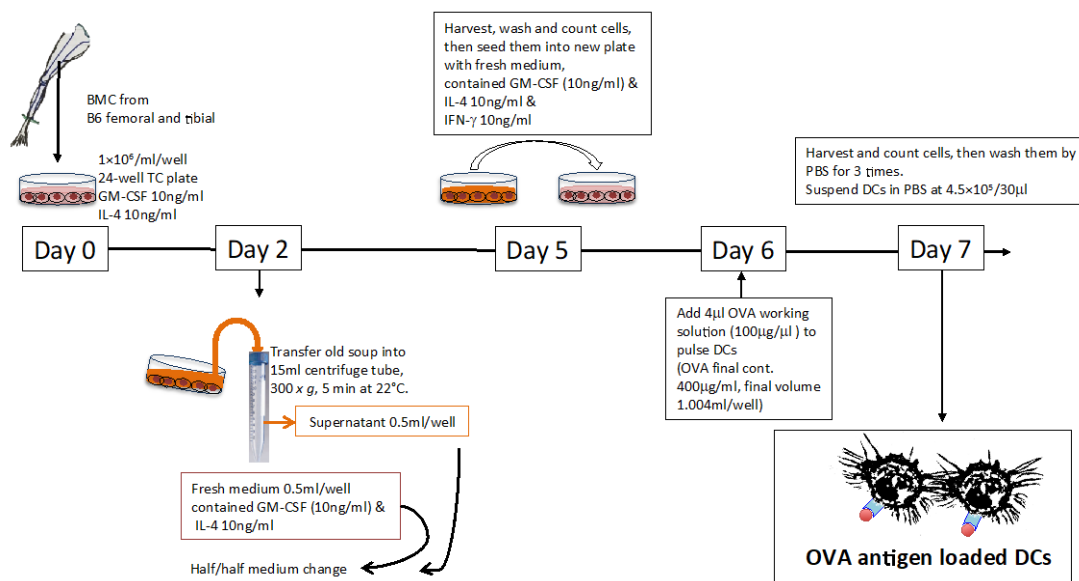 BMC from
B6 femoral and tibial
1×10⁶/ml/well
24-well TC plate
GM-CSF 10ng/ml
IL-4 10ng/ml
Harvest, wash and count cells,
then seed them into new plate
with fresh medium,
contained GM-CSF (10ng/ml) &
IL-4 10ng/ml &
IFN-γ 10ng/ml
Harvest and count cells, then wash them by
PBS for 3 times.
Suspend DCs in PBS at 4.5×10⁵/30μl
Day 0
Day 2
Day 5
Day 6
Day 7
Transfer old soup into
15ml centrifuge tube,
300 x g, 5 min at 22°C.
Supernatant 0.5ml/well
Fresh medium 0.5ml/well
contained GM-CSF (10ng/ml) &
IL-4 10ng/ml
Half/half medium change
Add 4μl OVA working
solution (100μg/μl ) to
pulse DCs
(OVA final cont.
400μg/ml, final volume
1.004ml/well)
OVA antigen loaded DCs